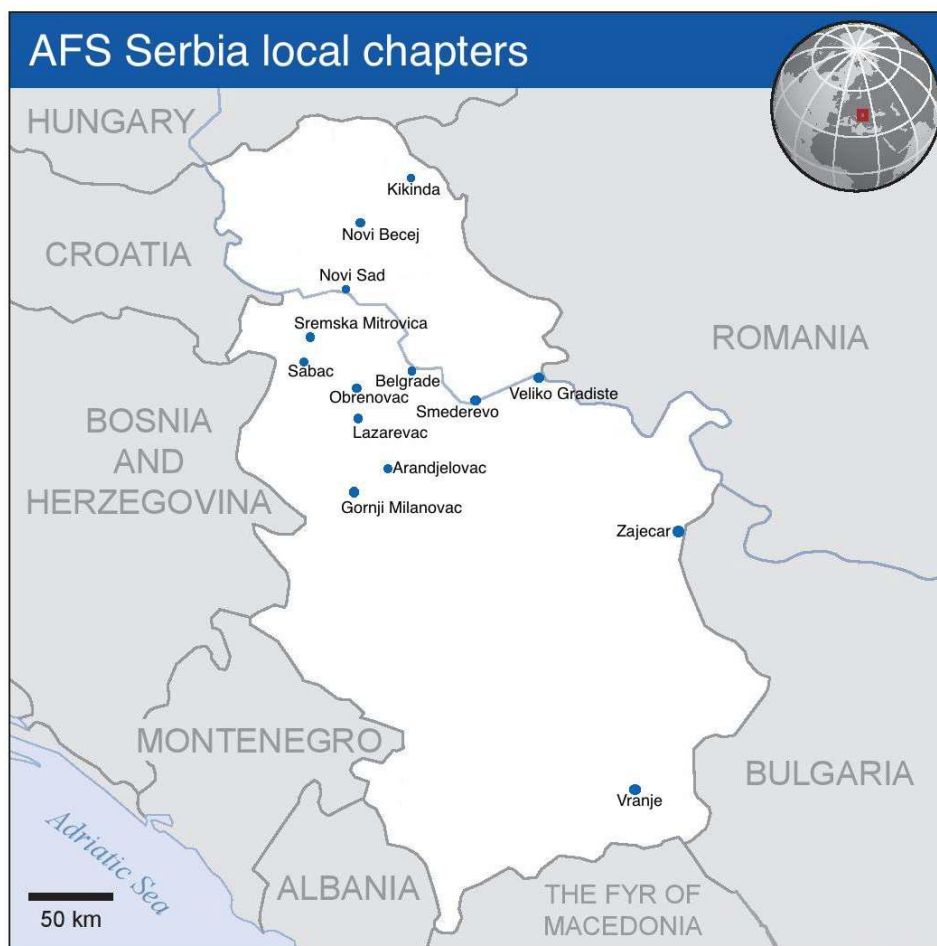 AFS Serbia local chapters
HUNGARY
Kikinda
Novi Becej
CROATIA
Novi Sad
Sremska Mitrovica
ROMANIA
Sabac
Belgrade
Obrenovac
Veliko Gradiste
Smederevo
Lazarevac
BOSNIA
AND
HERZEGOVINA
Arandjelovac
Gornji Milanovac
Zajecar
MONTENEGRO
BULGARIA
Vranje
Adriatic Sea
ALBANIA
THE FYR OF
MACEDONIA
50 km